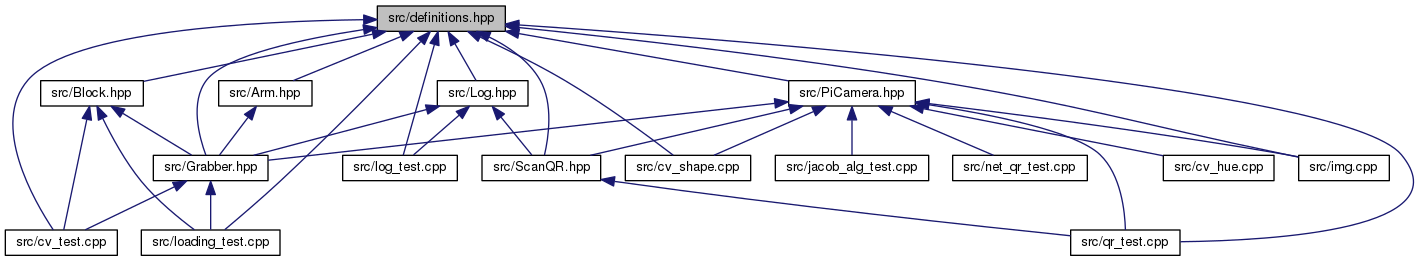 src/definitions.hpp
src/Block.hpp
src/Arm.hpp
src/Log.hpp
src/PiCamera.hpp
src/Grabber.hpp
src/log_test.cpp
src/ScanQR.hpp
src/cv_shape.cpp
src/jacob_alg_test.cpp
src/net_qr_test.cpp
src/cv_hue.cpp
src/img.cpp
src/cv_test.cpp
src/loading_test.cpp
src/qr_test.cpp